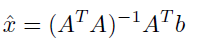 x̂ = (AᵀA)⁻¹Aᵀb